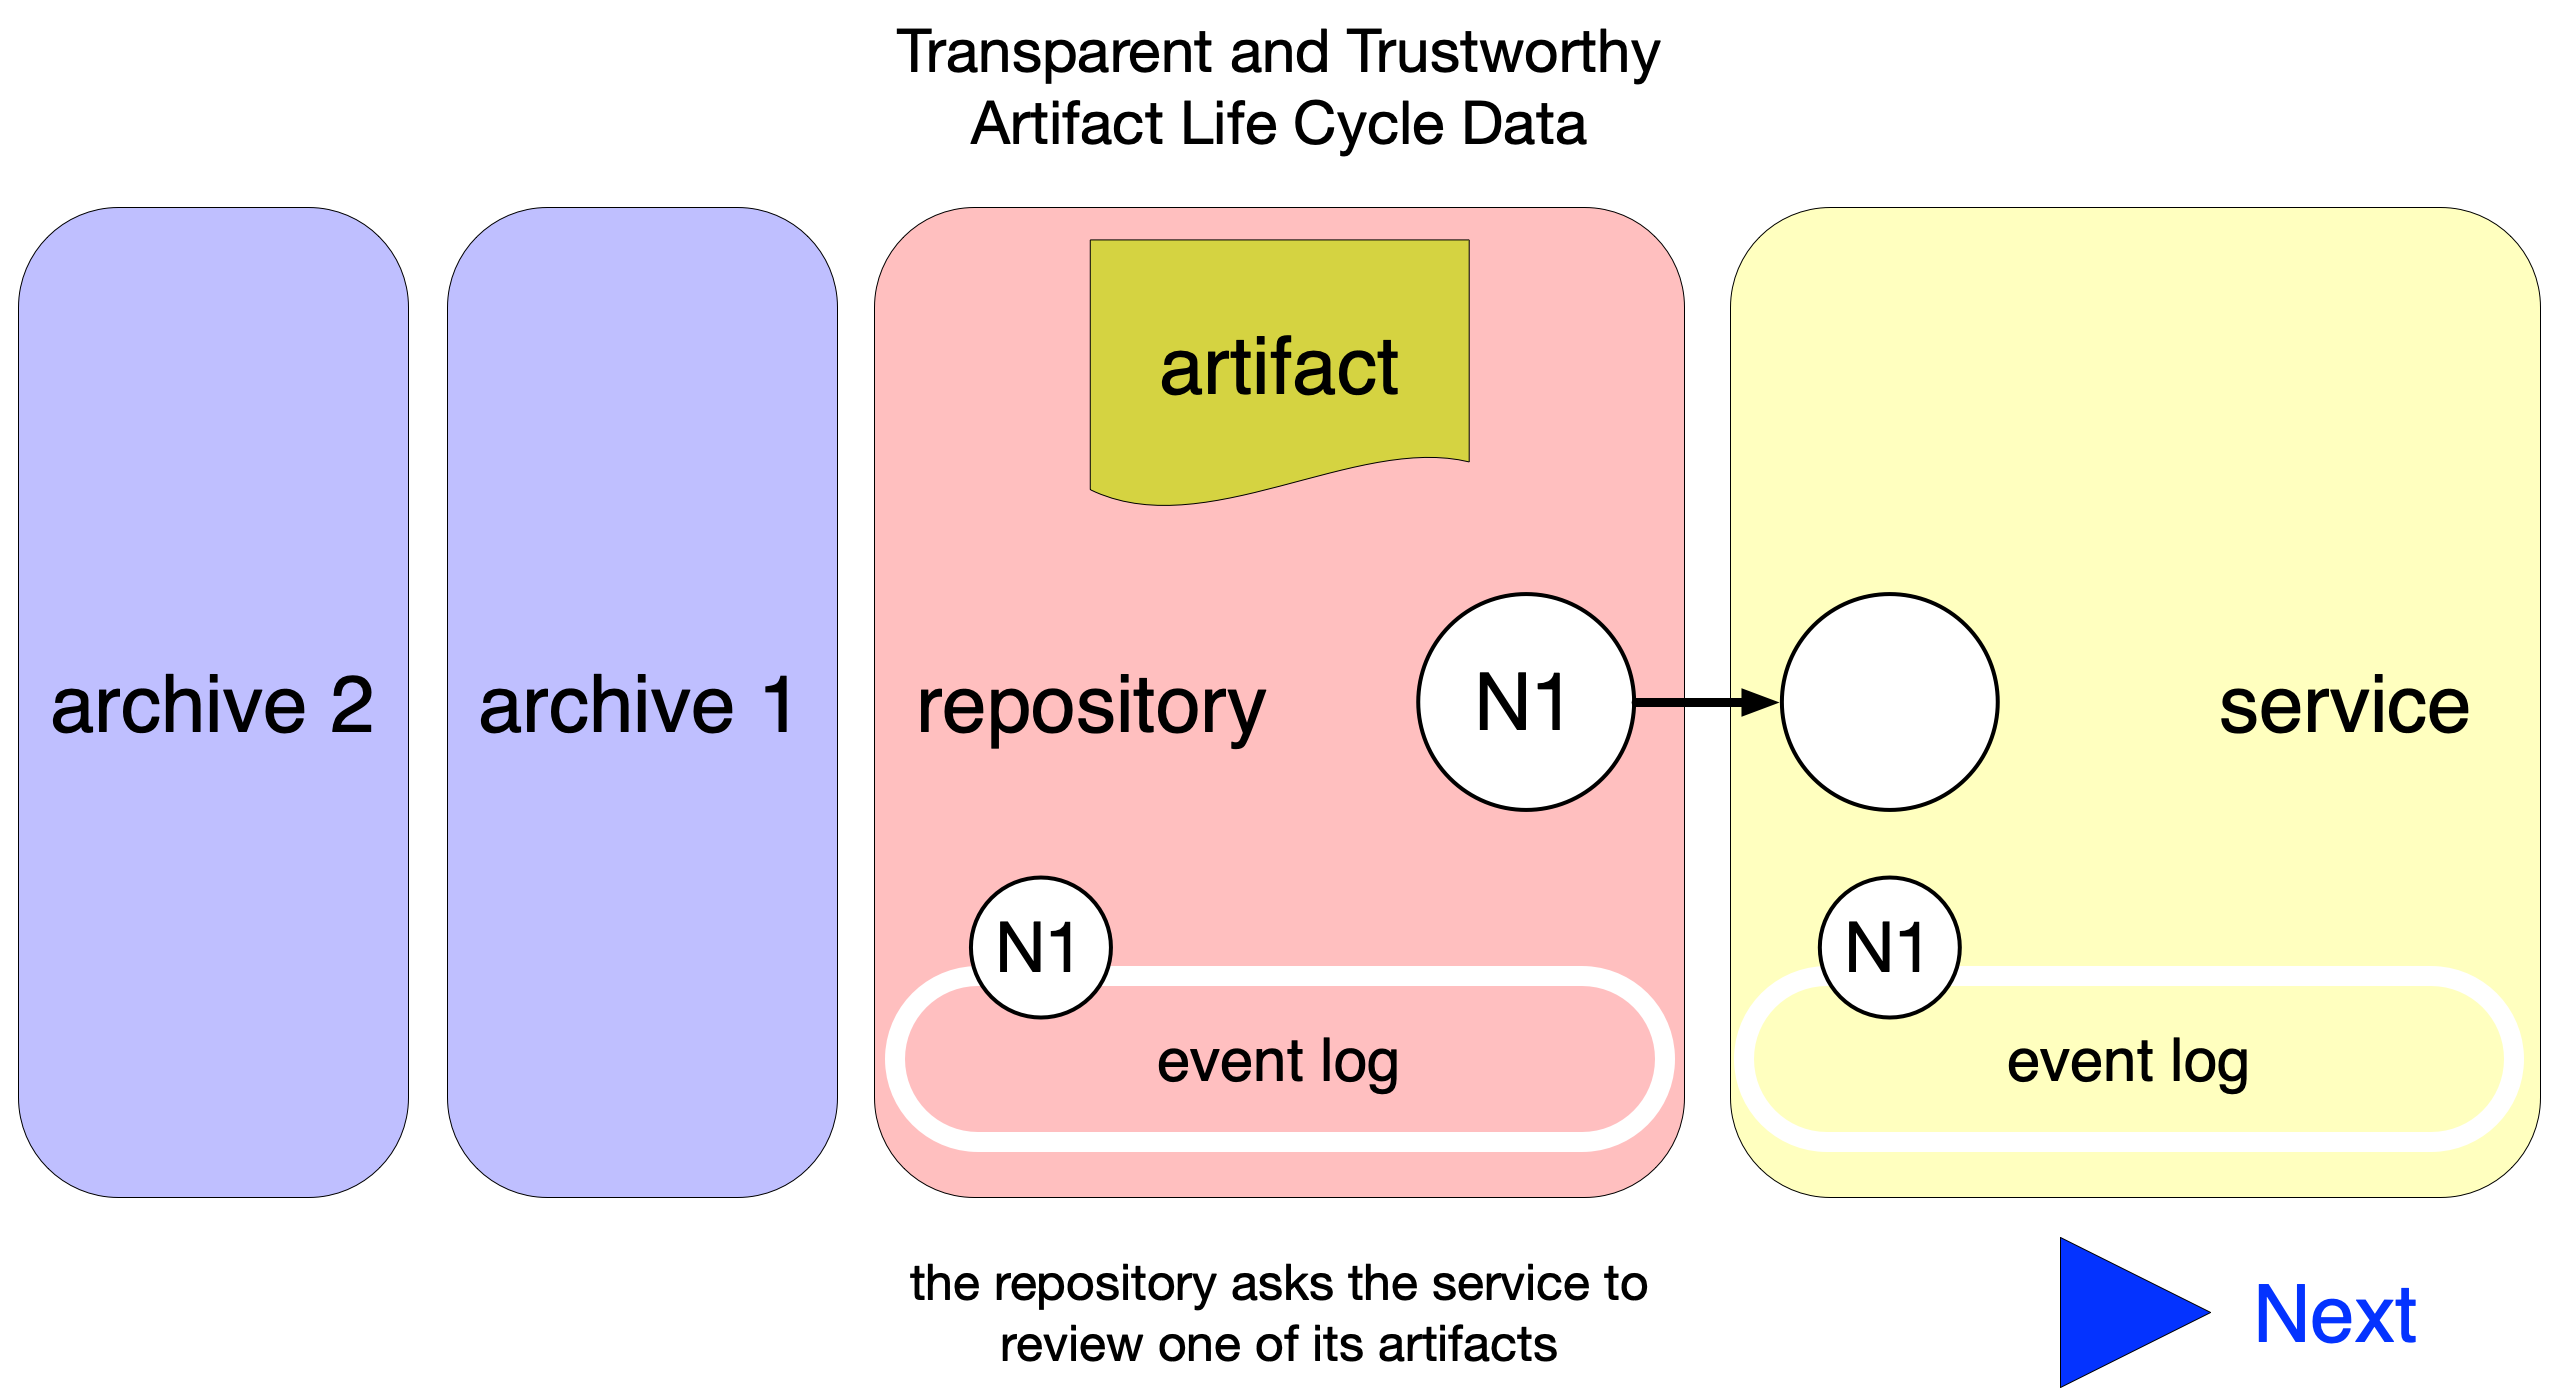 Transparent and Trustworthy
Artifact Life Cycle Data
artifact
archive 2
archive 1
repository
N1
service
N1
event log
N1
event log
the repository asks the service to
review one of its artifacts
Next